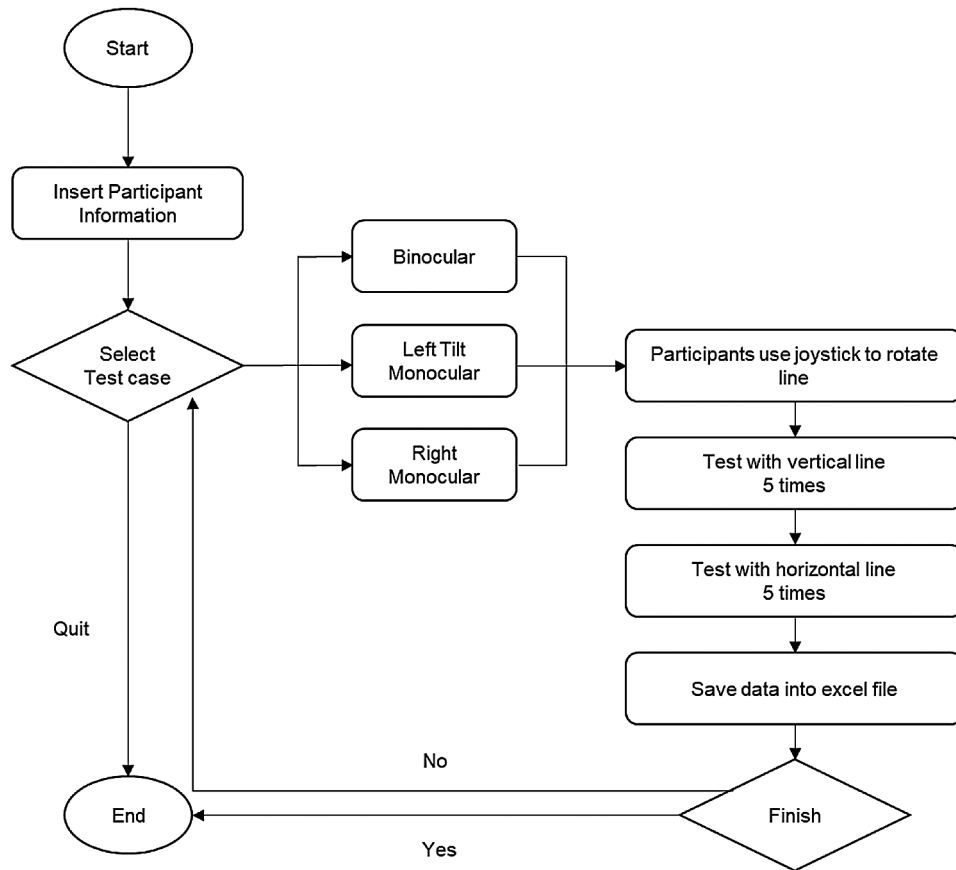 Start
Insert Participant
Information
Select
Test case
Binocular
Left Tilt
Monocular
Right
Monocular
Participants use joystick to rotate
line
Test with vertical line
5 times
Test with horizontal line
5 times
Save data into excel file
Finish
No
Yes
Quit
End